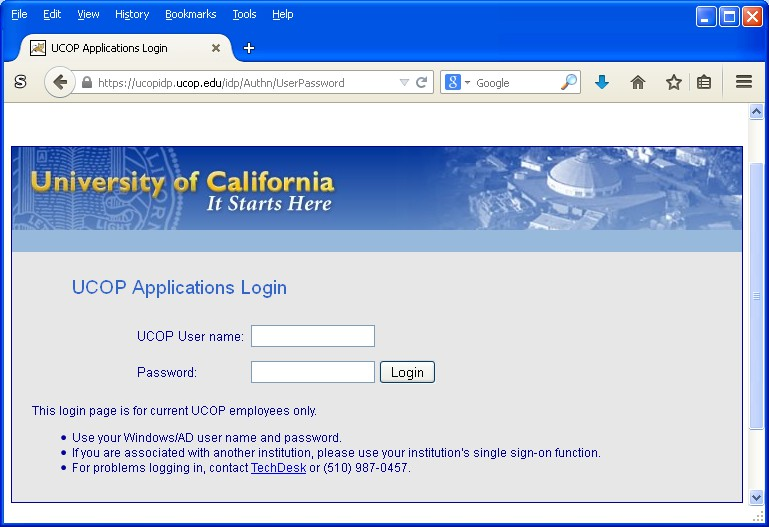 File Edit View History Bookmarks Tools Help
UCOP Applications Login
https://ucopidp.ucop.edu/idp/Authn/UserPassword
Google
University of California
It Starts Here
UCOP Applications Login
UCOP User name:
Password:
Login
This login page is for current UCOP employees only.
• Use your Windows/AD user name and password.
• If you are associated with another institution, please use your institution's single sign-on function.
• For problems logging in, contact TechDesk or (510) 987-0457.